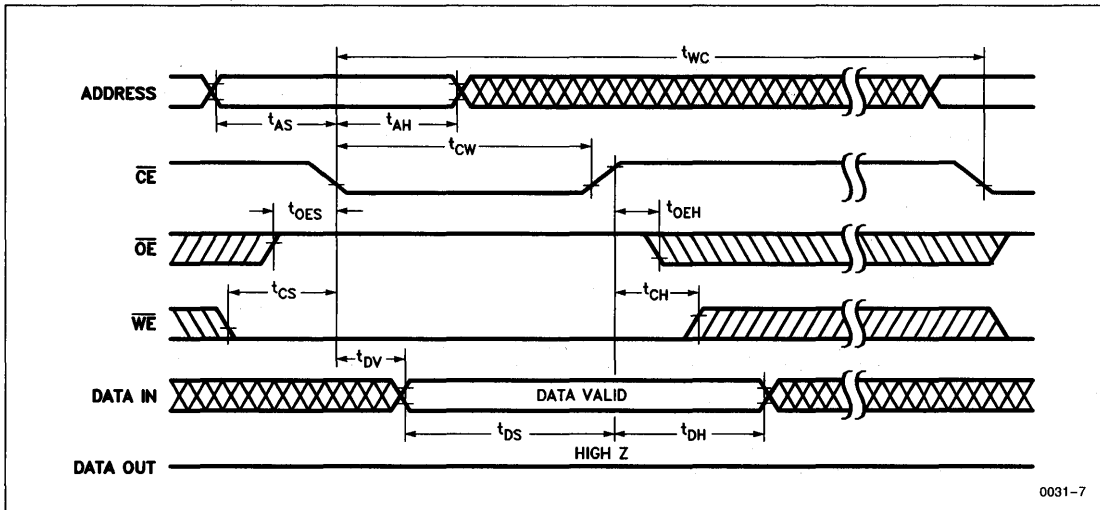 tWC
ADDRESS
tAS
tAH
tCW
CE
tOES
tOEH
OE
tCS
tCH
WE
tDV
DATA IN
DATA VALID
tDS
tDH
HIGH Z
DATA OUT
0031-7